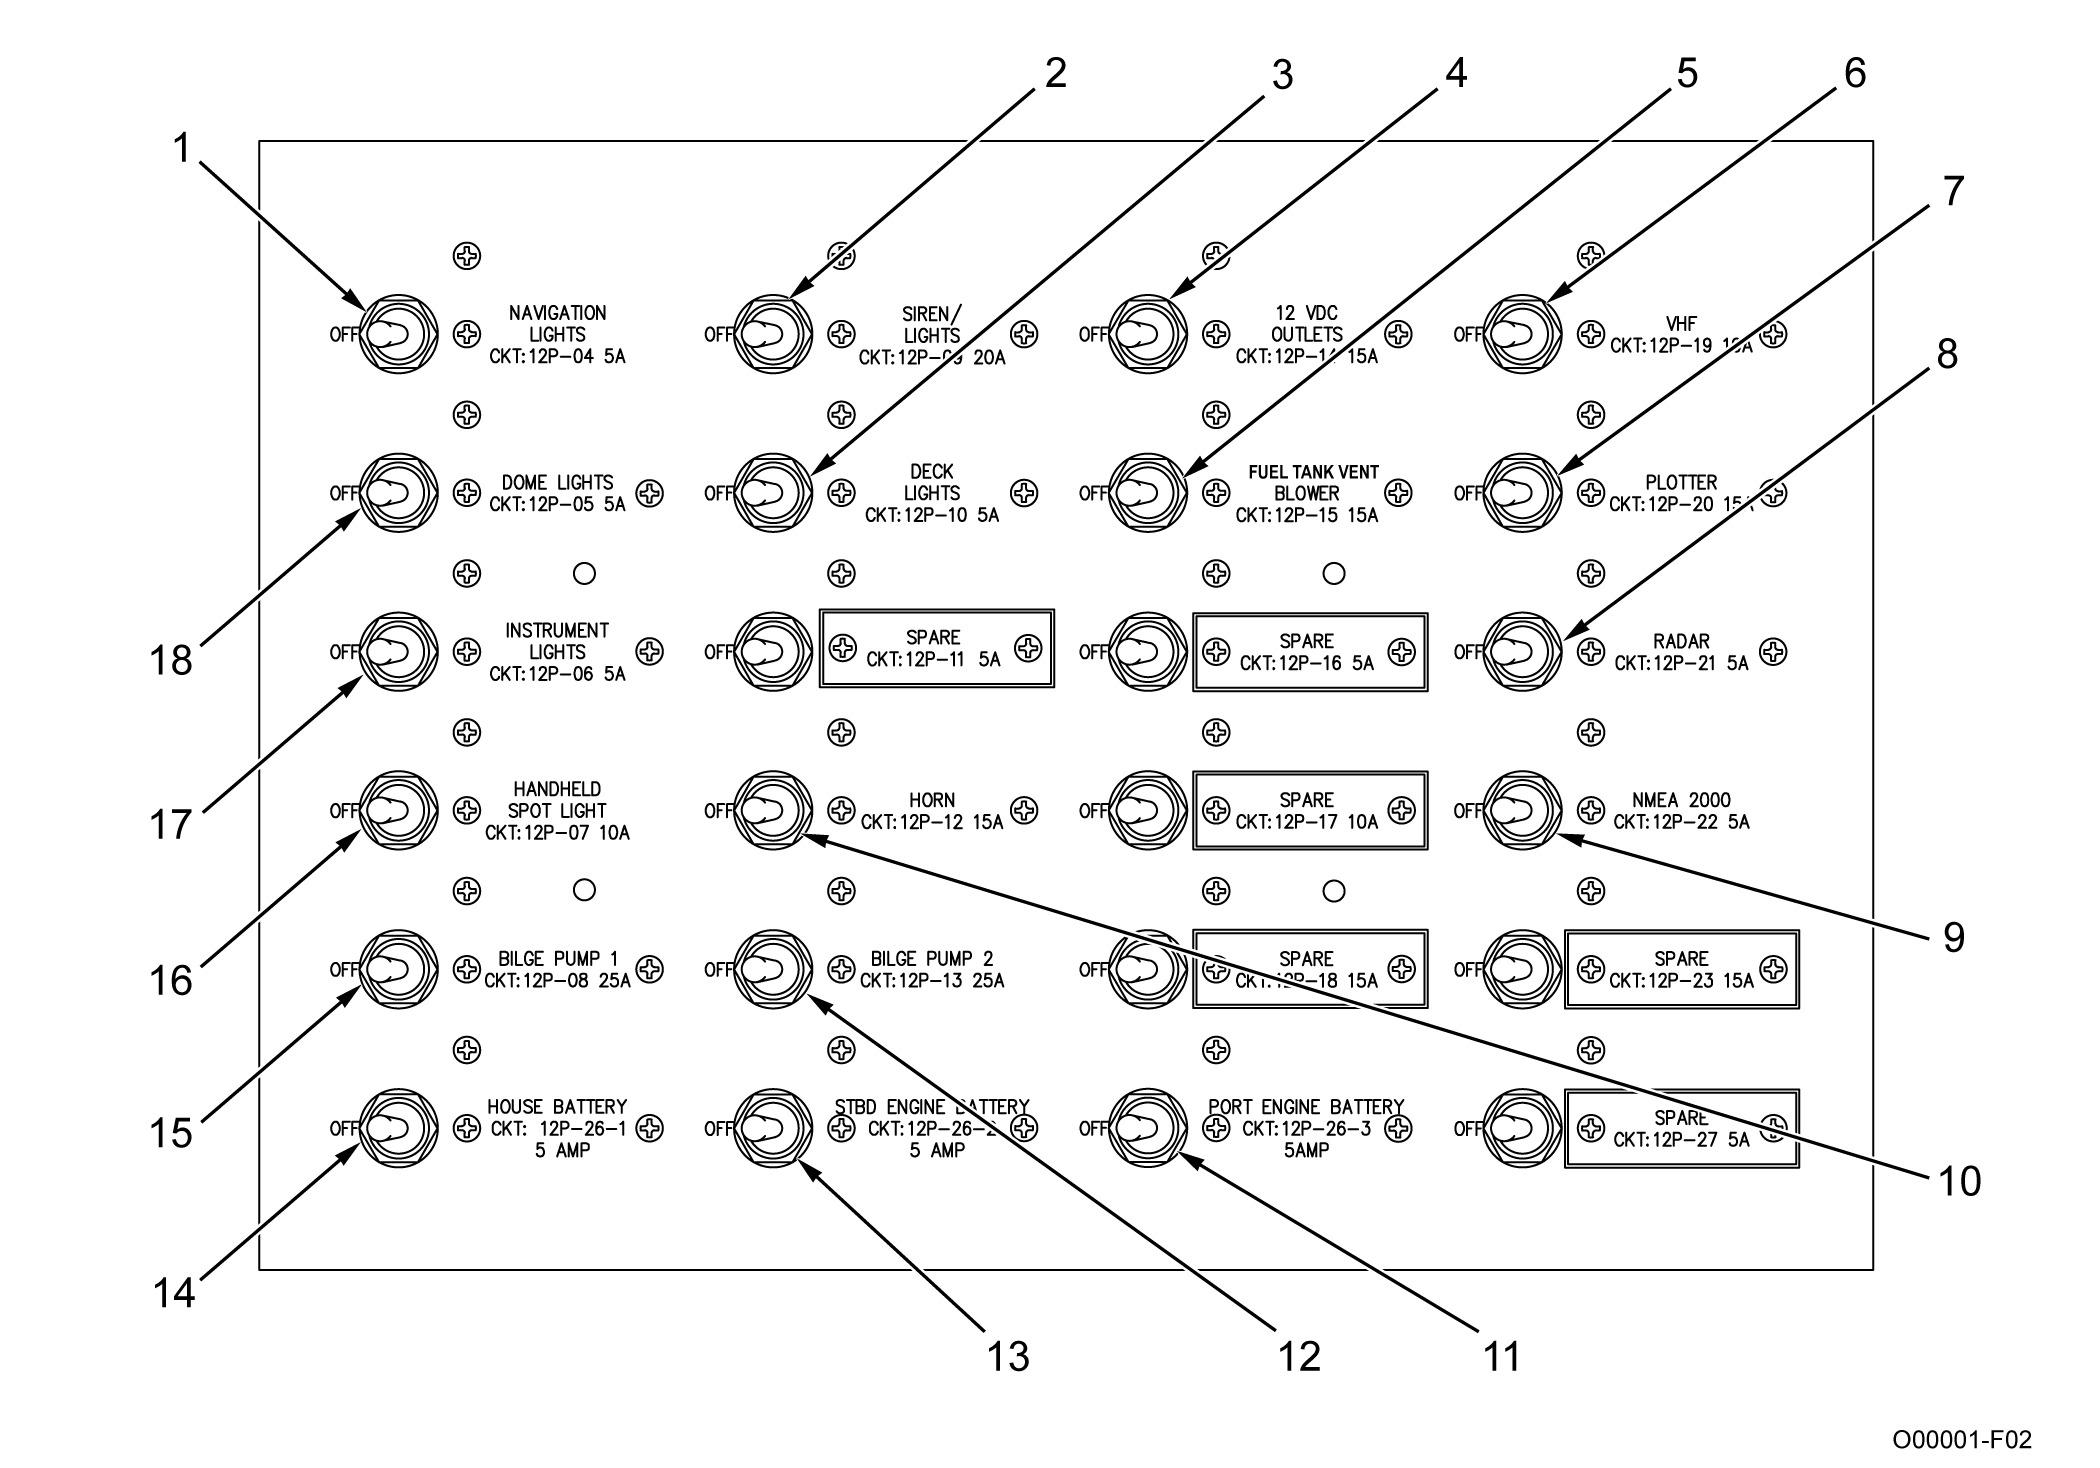 2
3
4
5
6
1
7
8
OFF
NAVIGATION
LIGHTS
CKT:12P-04 5A
OFF
SIREN/
LIGHTS
CKT:12P-09 20A
OFF
12 VDC
OUTLETS
CKT:12P-14 15A
OFF
VHF
CKT:12P-19
OFF
DOME LIGHTS
CKT:12P-05 5A
OFF
DECK
LIGHTS
CKT:12P-10 5A
OFF
FUEL TANK VENT
BLOWER
CKT:12P-15 15A
OFF
PLOTTER
CKT:12P-20 15A
OFF
INSTRUMENT
LIGHTS
CKT:12P-06 5A
OFF
SPARE
CKT:12P-11 5A
OFF
SPARE
CKT:12P-16 5A
OFF
RADAR
CKT:12P-21 5A
OFF
HANDHELD
SPOT LIGHT
CKT:12P-07 10A
OFF
HORN
CKT:12P-12 15A
OFF
SPARE
CKT:12P-17 10A
OFF
NMEA 2000
CKT:12P-22 5A
OFF
BILGE PUMP 1
CKT:12P-08 25A
OFF
BILGE PUMP 2
CKT:12P-13 25A
OFF
SPARE
CKT:12P-18 15A
OFF
SPARE
CKT:12P-23 15A
OFF
HOUSE BATTERY
CKT: 12P-26-1
5 AMP
OFF
STBD ENGINE BATTERY
CKT:12P-26-2
5 AMP
OFF
PORT ENGINE BATTERY
CKT:12P-26-3
5AMP
OFF
SPARE
CKT:12P-27 5A
18
17
16
15
14
9
10
13
12
11
O00001-F02